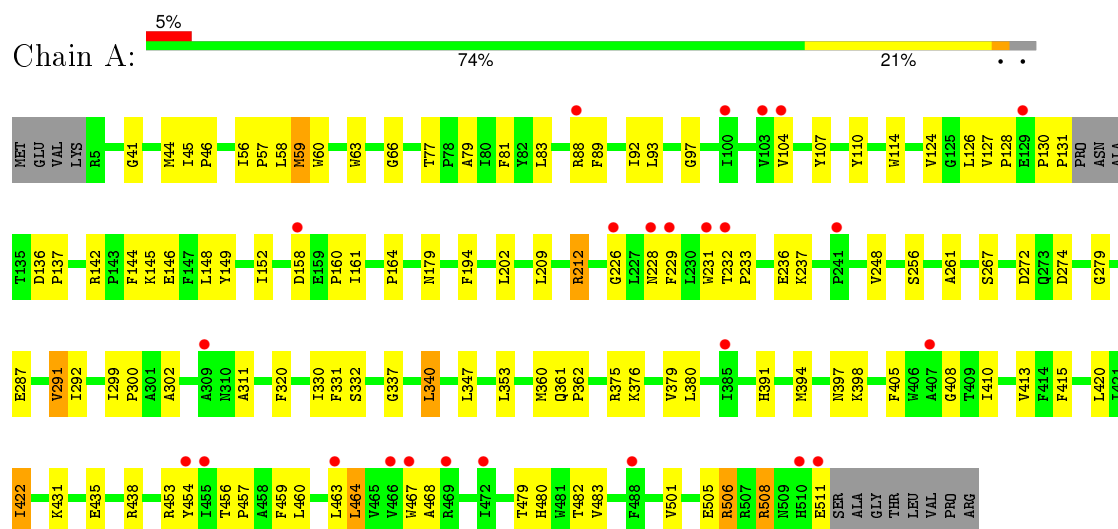 5%
Chain A:
74% 21% • •
MET GLU VAL LYS R5 G41 M44 I45 P46 I56 P57 L58 M59 W60 W63 G66 T77 P78 A79 I80 F81 Y82 L83 R88 F89 I92 L93 G97 I100 V103 V104 Y107 Y110 W114 V124 G125 L126 V127 P128 E129 P130 P131 PRO ASN ALA
T135 D136 P137 R142 P143 F144 K145 E146 F147 L148 Y149 I152 D158 E159 P160 I161 P164 N179 F194 L202 L209 R212 G226 L227 N228 F229 L230 W231 T232 P233 E236 K237 P241 V248 S256 A261 S267 D272 Q273 D274 G279
E287 V291 I292 I299 P300 A301 A302 A309 N310 A311 F320 I330 F331 S332 G337 L340 L347 L353 M360 Q361 P362 R375 K376 V379 L380 I385 H391 M394 N397 K398 F405 W406 A407 G408 T409 I410 V413 F414 F415 L420 I421
I422 K431 E435 R438 R453 Y454 I455 T456 P457 A458 F459 L460 L463 L464 V465 V466 W467 A468 R469 I472 T479 H480 W481 T482 V483 F488 V501 E505 R506 R507 R508 N509 H510 E511 SER ALA GLY THR LEU VAL PRO ARG